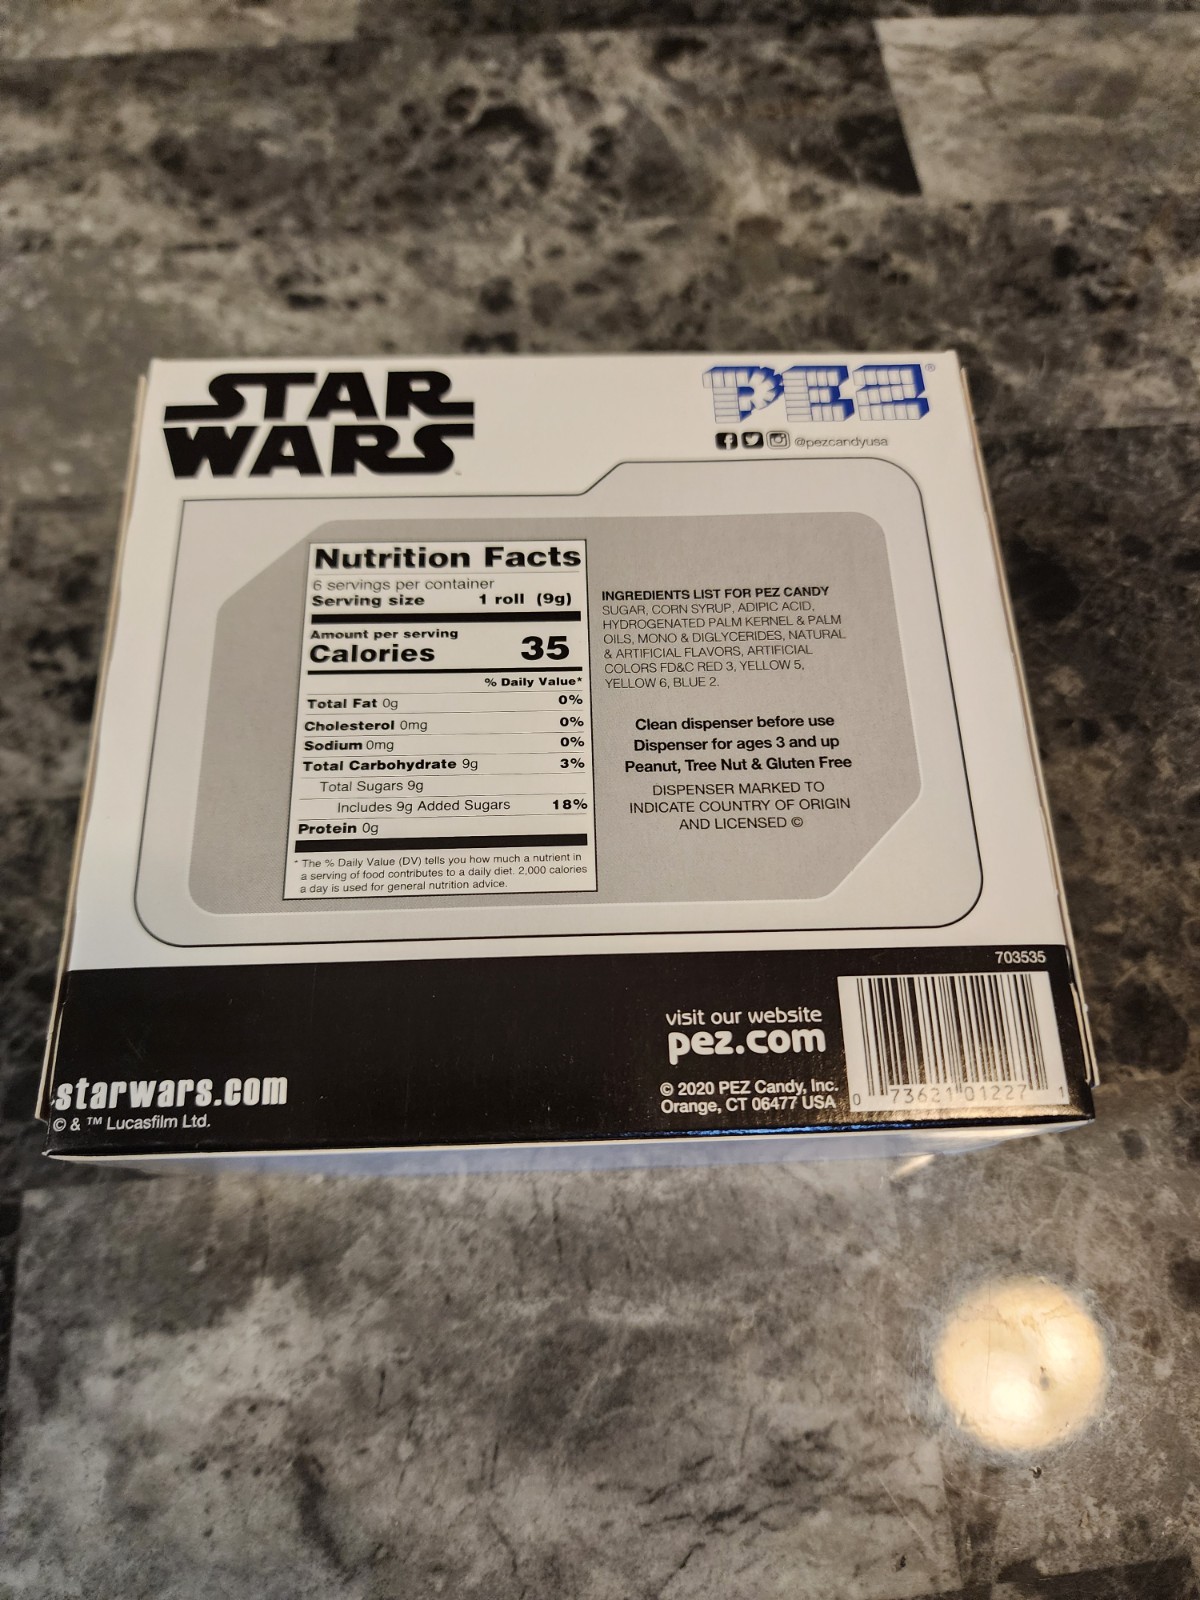 STAR
WARS
PEZ®
@pezcandyusa
Nutrition Facts
6 servings per container
Serving size 1 roll (9g)
Amount per serving
Calories 35
% Daily Value*
Total Fat 0g 0%
Cholesterol 0mg 0%
Sodium 0mg 0%
Total Carbohydrate 9g 3%
Total Sugars 9g
Includes 9g Added Sugars 18%
Protein 0g
* The % Daily Value (DV) tells you how much a nutrient in
a serving of food contributes to a daily diet. 2,000 calories
a day is used for general nutrition advice.
INGREDIENTS LIST FOR PEZ CANDY
SUGAR, CORN SYRUP, ADIPIC ACID,
HYDROGENATED PALM KERNEL & PALM
OILS, MONO & DIGLYCERIDES, NATURAL
& ARTIFICIAL FLAVORS, ARTIFICIAL
COLORS FD&C RED 3, YELLOW 5,
YELLOW 6, BLUE 2.
Clean dispenser before use
Dispenser for ages 3 and up
Peanut, Tree Nut & Gluten Free
DISPENSER MARKED TO
INDICATE COUNTRY OF ORIGIN
AND LICENSED ©
703535
visit our website
pez.com
starwars.com
© & ™ Lucasfilm Ltd.
© 2020 PEZ Candy, Inc.
Orange, CT 06477 USA
0 73621 01227 1